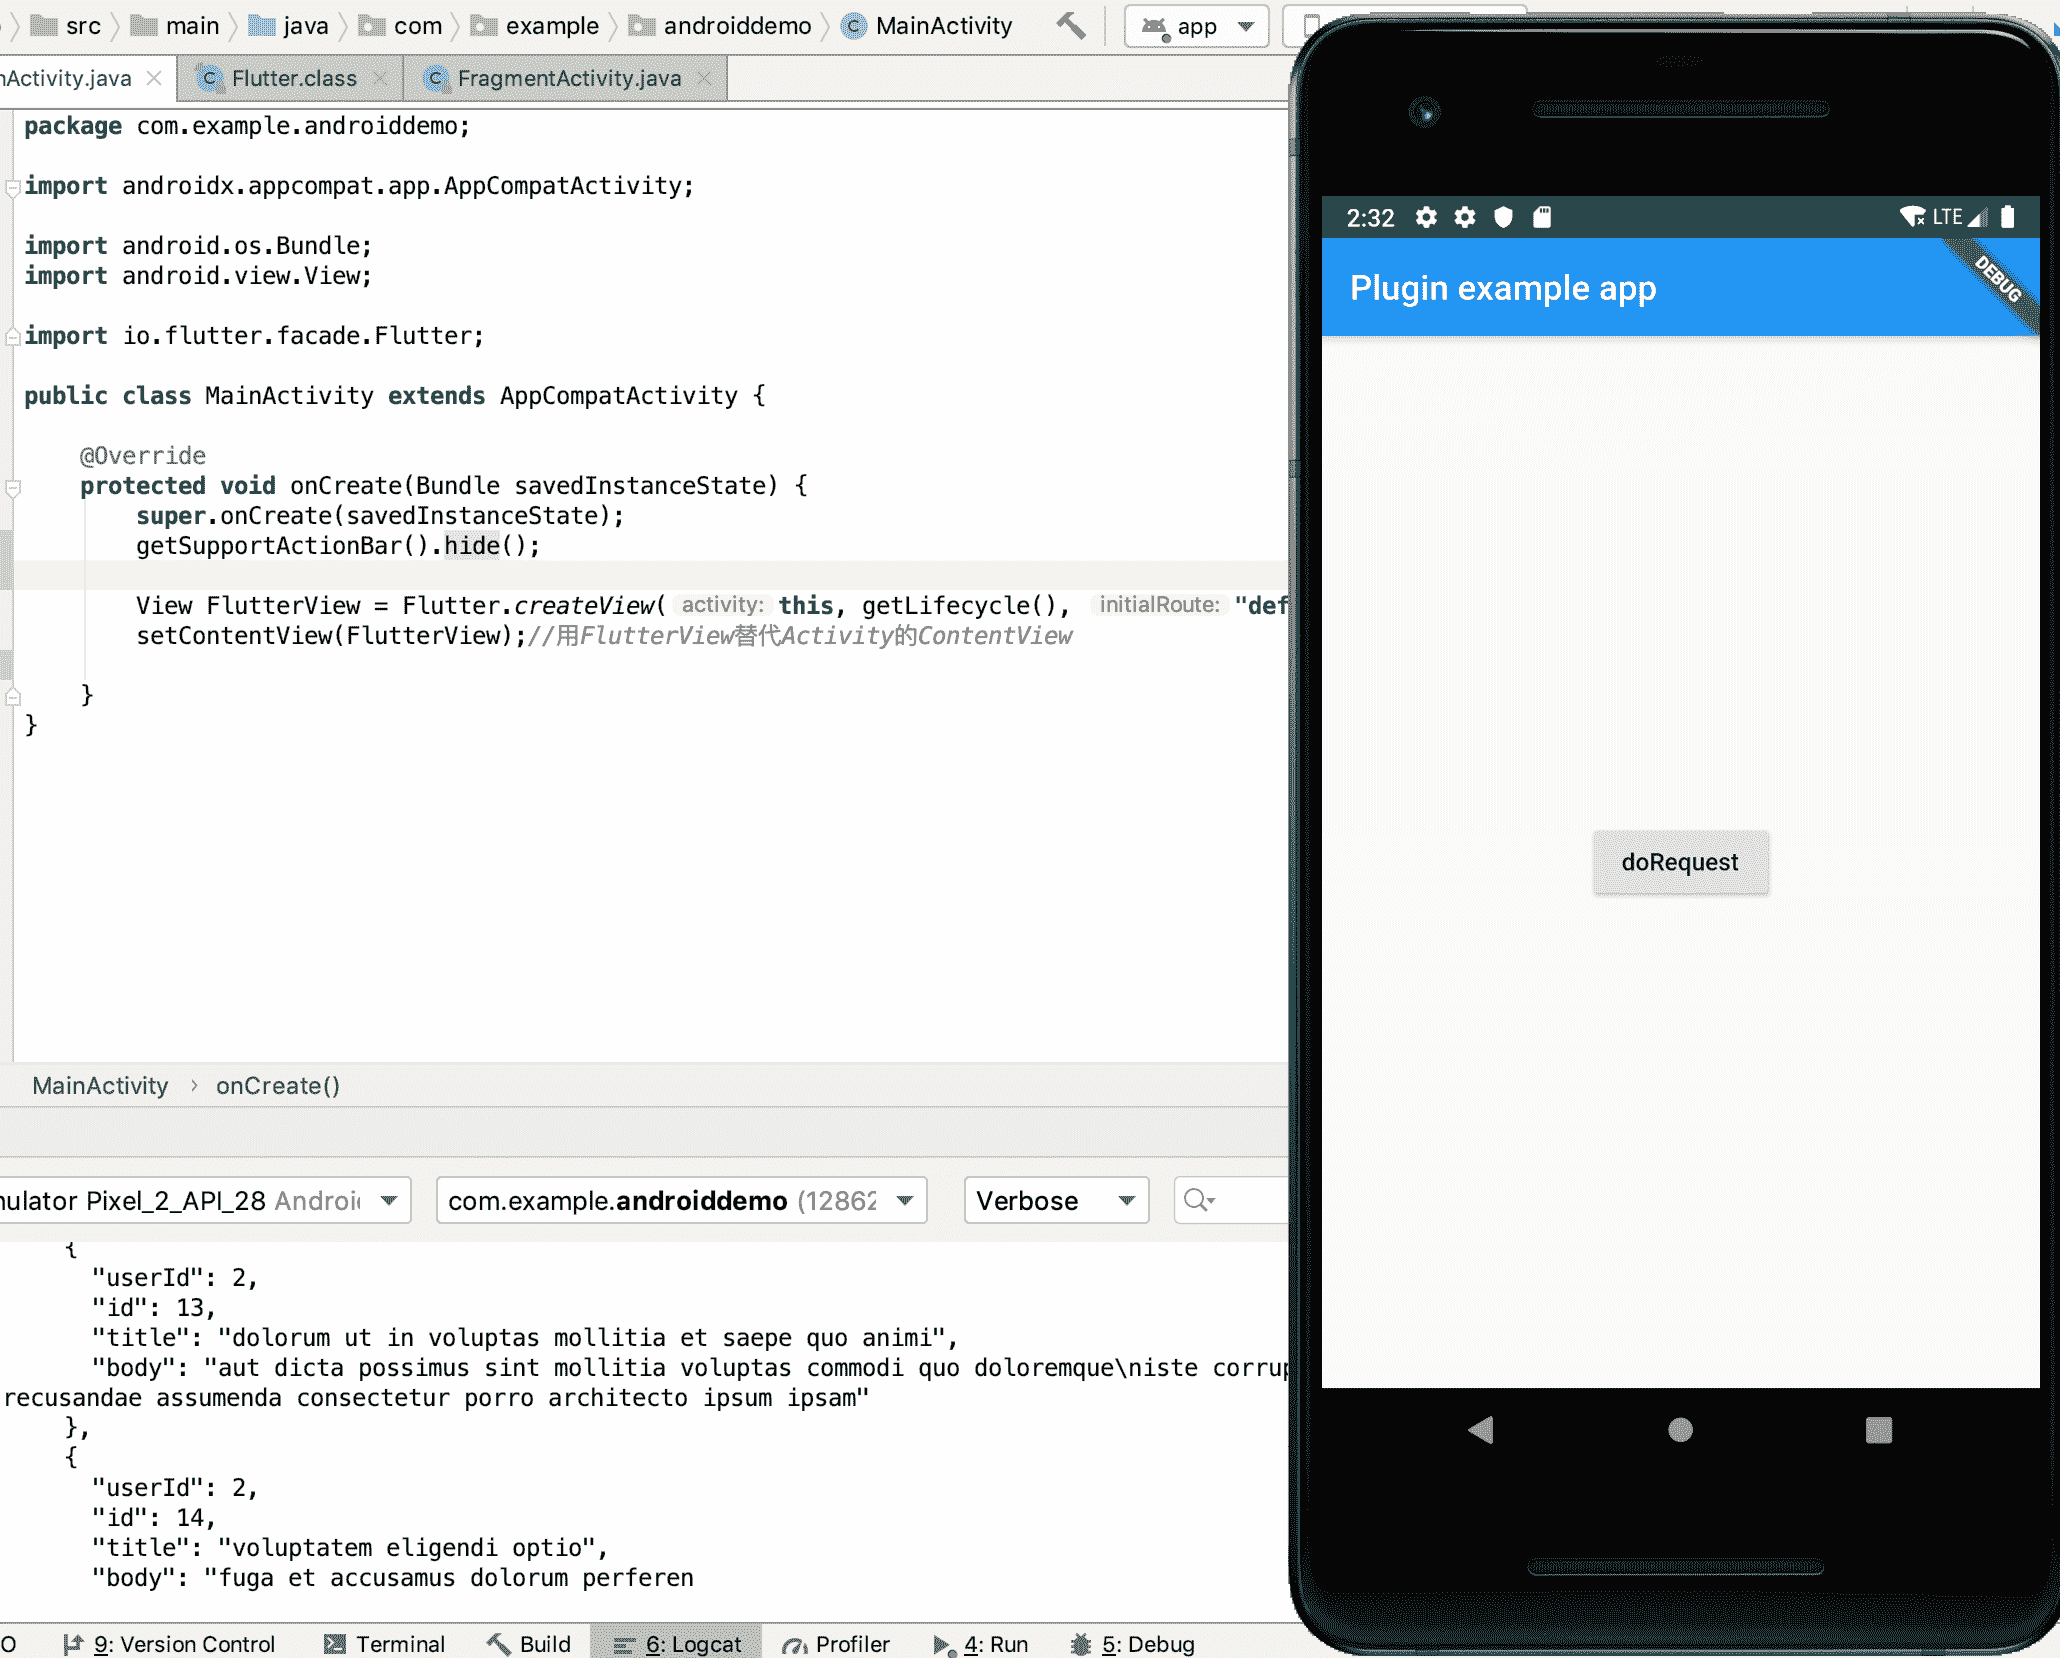 src main java com example androiddemo MainActivity app
nActivity.java Flutter.class FragmentActivity.java
package com.example.androiddemo;
import androidx.appcompat.app.AppCompatActivity;
import android.os.Bundle;
import android.view.View;
import io.flutter.facade.Flutter;
public class MainActivity extends AppCompatActivity {
@Override
protected void onCreate(Bundle savedInstanceState) {
super.onCreate(savedInstanceState);
getSupportActionBar().hide();
View FlutterView = Flutter.createView( activity: this, getLifecycle(), initialRoute: "def
setContentView(FlutterView);//用FlutterView替代Activity的ContentView
}
}
MainActivity › onCreate()
nulator Pixel_2_API_28 Androi com.example.androiddemo (12862 Verbose
{
"userId": 2,
"id": 13,
"title": "dolorum ut in voluptas mollitia et saepe quo animi",
"body": "aut dicta possimus sint mollitia voluptas commodi quo doloremque\niste corrup
recusandae assumenda consectetur porro architecto ipsum ipsam"
},
{
"userId": 2,
"id": 14,
"title": "voluptatem eligendi optio",
"body": "fuga et accusamus dolorum perferen
O 9: Version Control Terminal Build 6: Logcat Profiler 4: Run 5: Debug
2:32 LTE
Plugin example app
DEBUG
doRequest